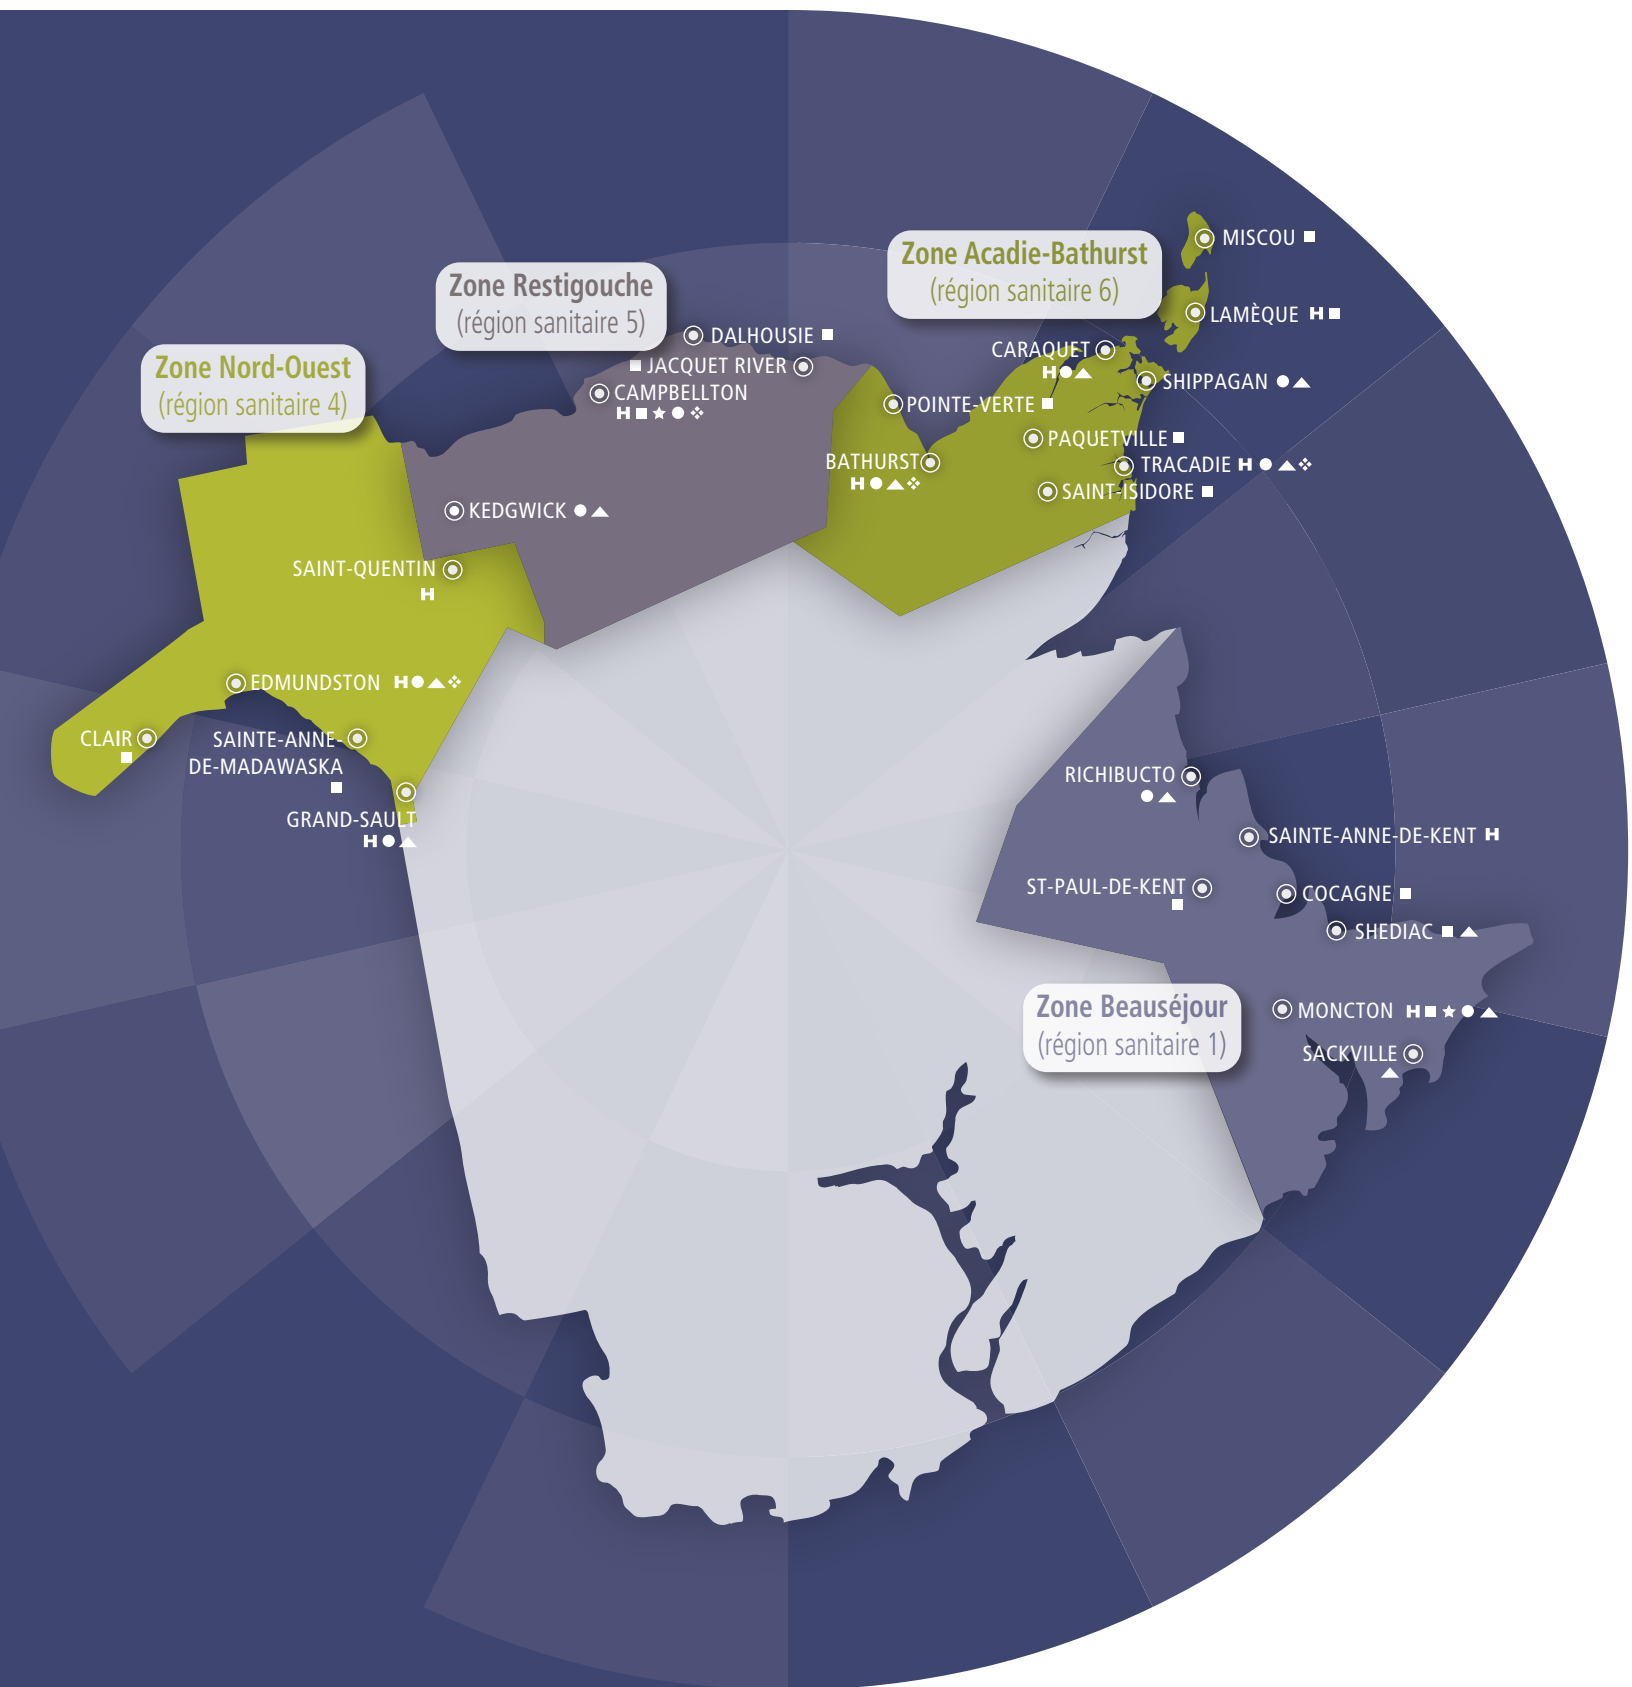 Zone Nord-Ouest
(région sanitaire 4)
Zone Restigouche
(région sanitaire 5)
Zone Acadie-Bathurst
(région sanitaire 6)
MISCOU
LAMÈQUE H
DALHOUSIE
JACQUET RIVER
CAMPBELLTON
H
CARAQUET
H
SHIPPAGAN
POINTE-VERTE
PAQUETVILLE
BATHURST
H
TRACADIE H
SAINT-ISIDORE
KEDGWICK
SAINT-QUENTIN
H
EDMUNDSTON H
CLAIR
SAINTE-ANNE-
DE-MADAWASKA
GRAND-SAULT
H
RICHIBUCTO
SAINTE-ANNE-DE-KENT H
ST-PAUL-DE-KENT
COCAGNE
SHEDIAC
Zone Beauséjour
(région sanitaire 1)
MONCTON H
SACKVILLE